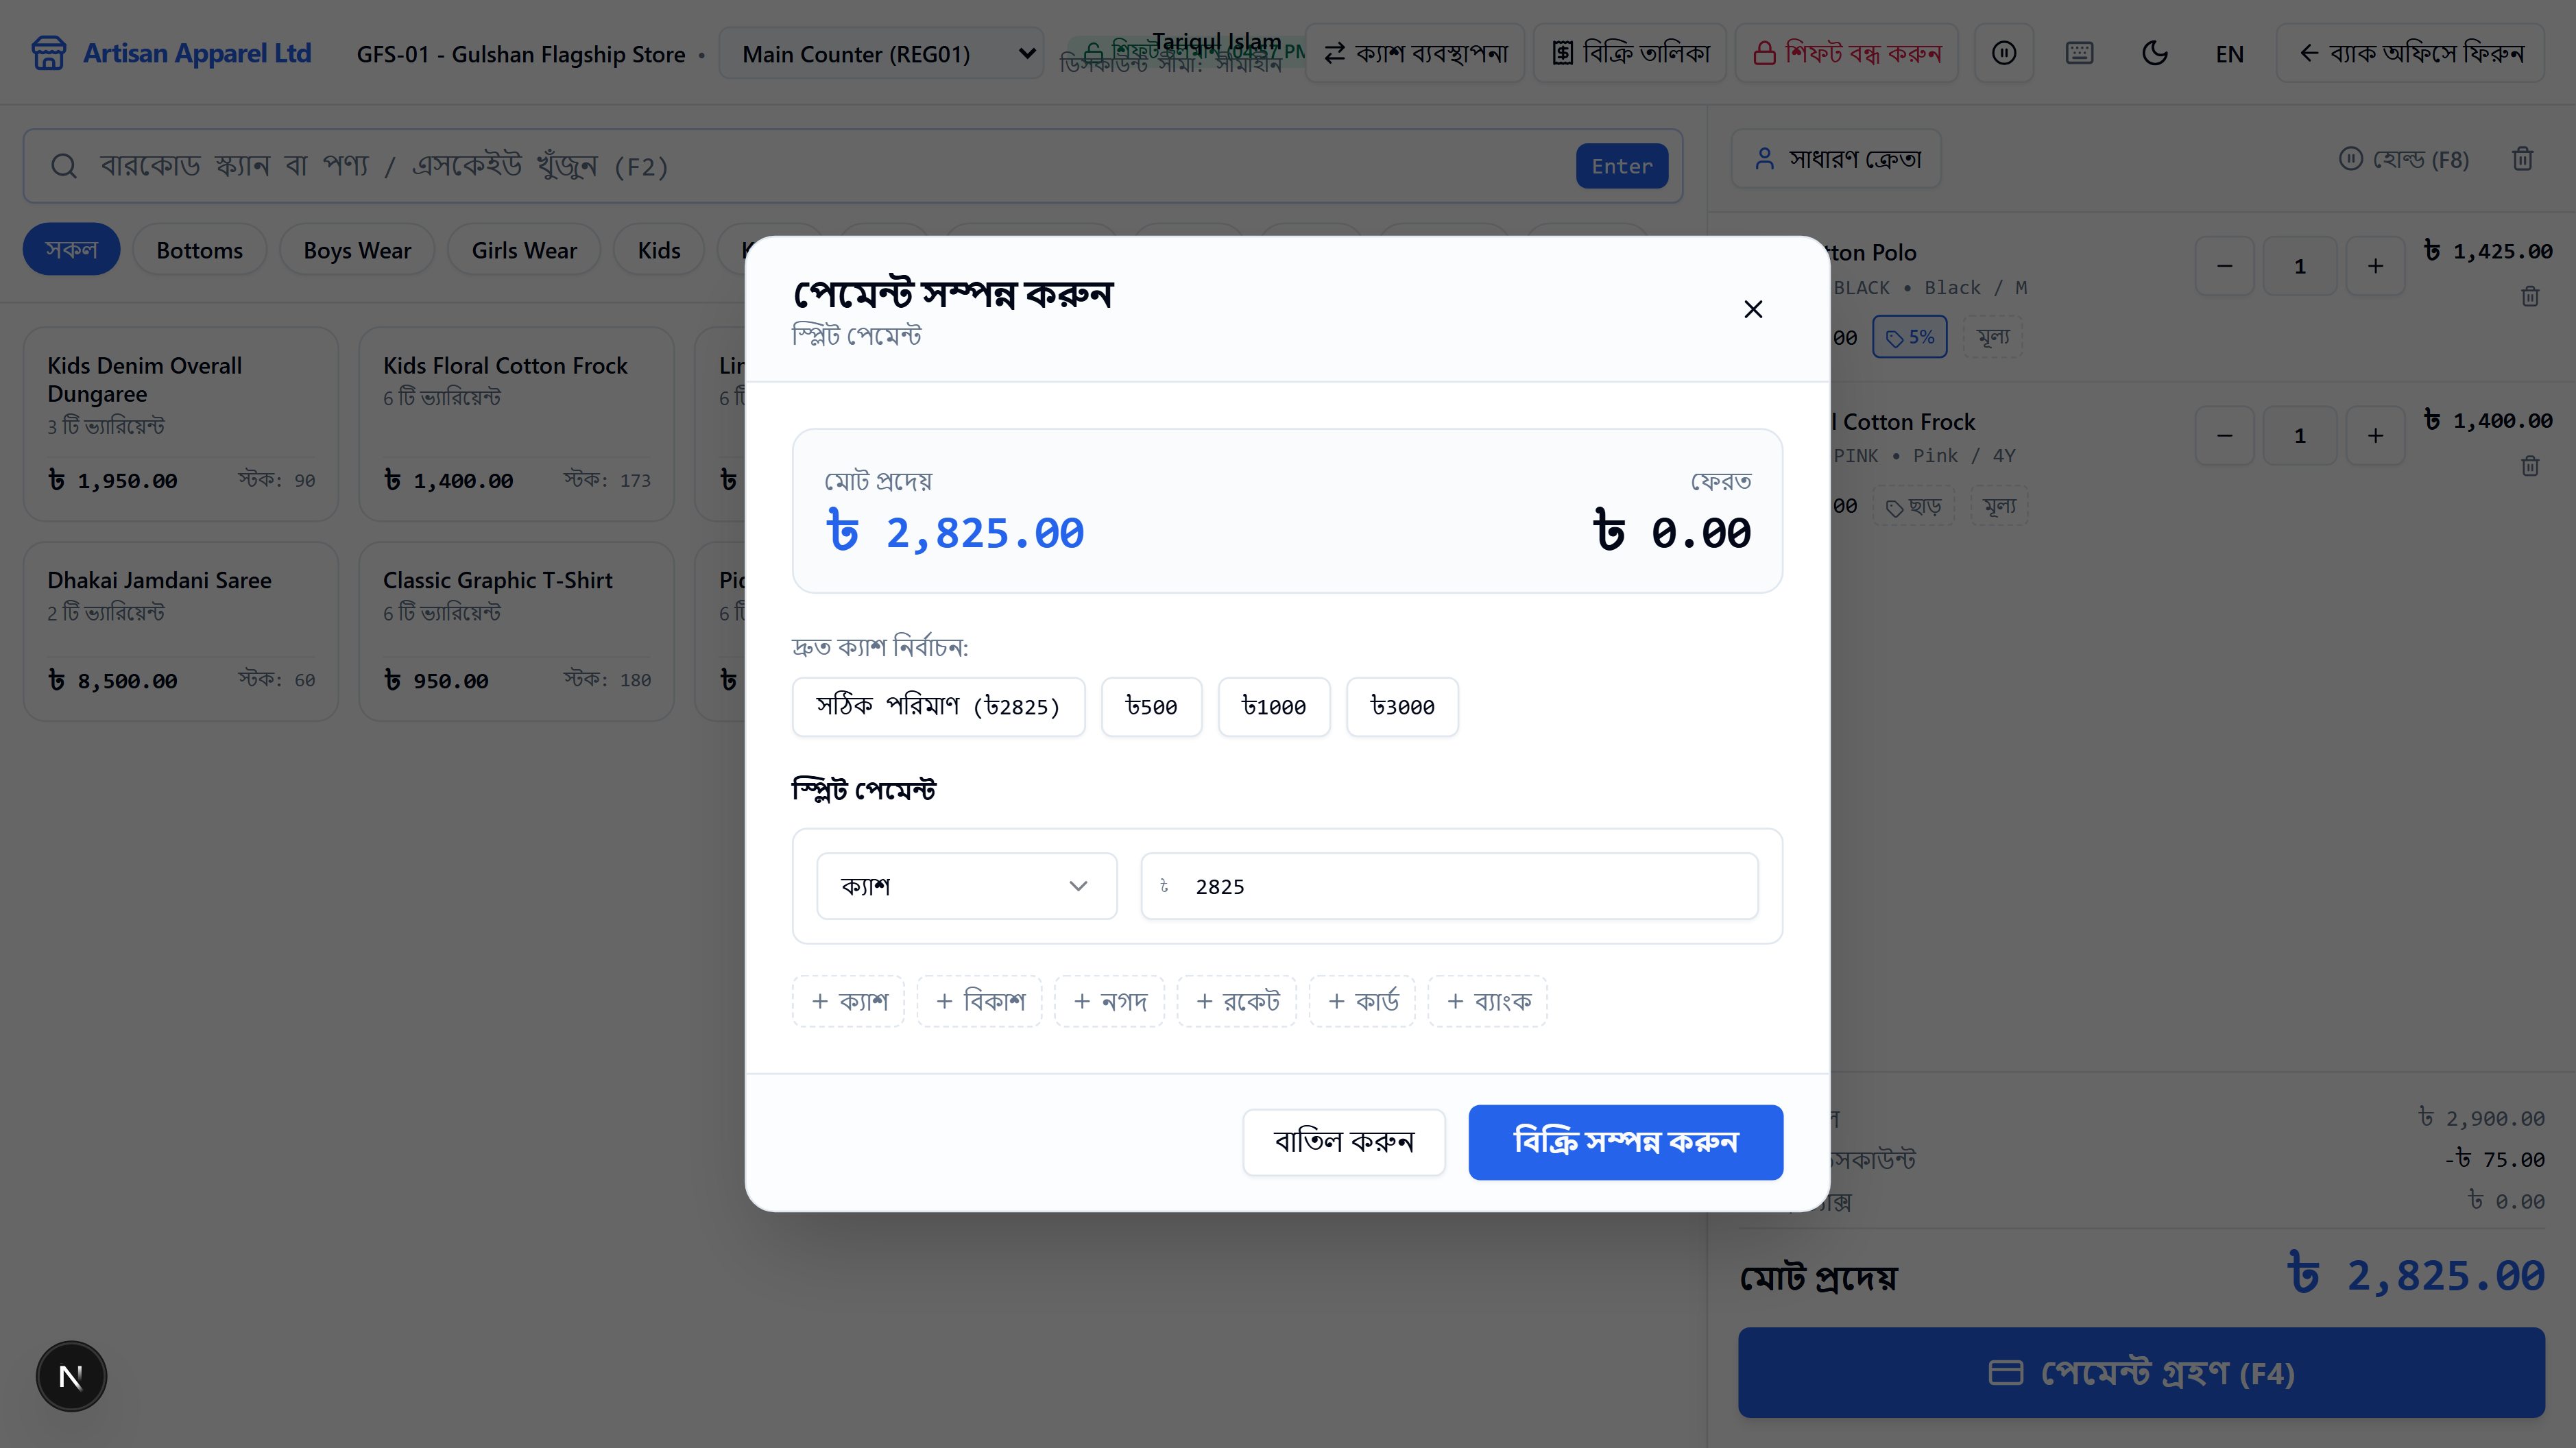 Artisan Apparel Ltd
GFS-01 - Gulshan Flagship Store •
Main Counter (REG01)
Tariqul Islam
ডিসকাউন্ট সীমা: সীমাহীন
ক্যাশ ব্যবস্থাপনা
বিক্রি তালিকা
শিফট বন্ধ করুন
EN
ব্যাক অফিসে ফিরুন
বারকোড স্ক্যান বা পণ্য / এসকেইউ খুঁজুন (F2)
Enter
সকল
Bottoms
Boys Wear
Girls Wear
Kids
Kids Denim Overall
Dungaree
3 টি ভ্যারিয়েন্ট
৳ 1,950.00
স্টক: 90
Kids Floral Cotton Frock
6 টি ভ্যারিয়েন্ট
৳ 1,400.00
স্টক: 173
Dhakai Jamdani Saree
2 টি ভ্যারিয়েন্ট
৳ 8,500.00
স্টক: 60
Classic Graphic T-Shirt
6 টি ভ্যারিয়েন্ট
৳ 950.00
স্টক: 180
পেমেন্ট সম্পন্ন করুন
স্প্লিট পেমেন্ট
মোট প্রদেয়
৳ 2,825.00
ফেরত
৳ 0.00
দ্রুত ক্যাশ নির্বাচন:
সঠিক পরিমাণ (৳2825)
৳500
৳1000
৳3000
স্প্লিট পেমেন্ট
ক্যাশ
৳ 2825
+ ক্যাশ
+ বিকাশ
+ নগদ
+ রকেট
+ কার্ড
+ ব্যাংক
বাতিল করুন
বিক্রি সম্পন্ন করুন
সাধারণ ক্রেতা
হোল্ড (F8)
Polo
BLACK • Black / M
1
৳ 1,425.00
5%
মূল্য
Cotton Frock
PINK • Pink / 4Y
1
৳ 1,400.00
ছাড়
মূল্য
৳ 2,900.00
-৳ 75.00
৳ 0.00
মোট প্রদেয়
৳ 2,825.00
পেমেন্ট গ্রহণ (F4)
N